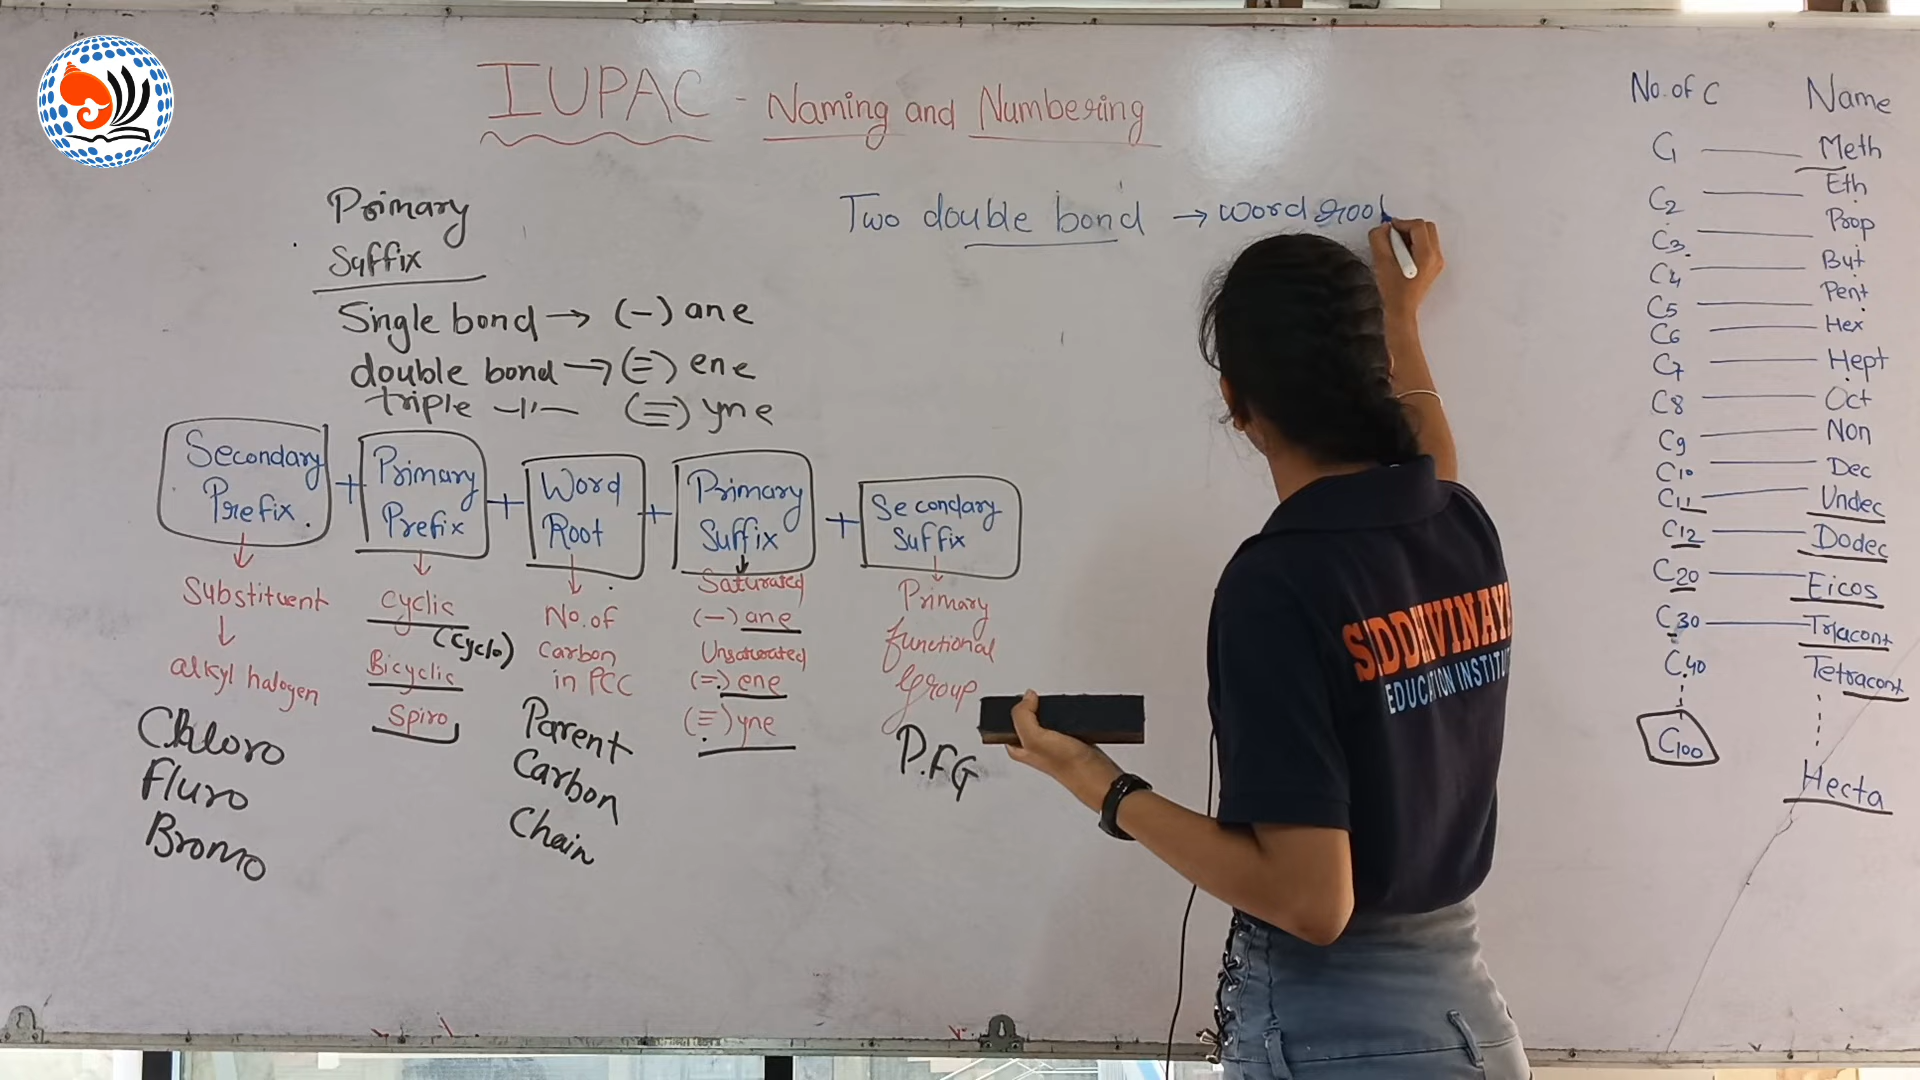 IUPAC - Naming and Numbering
Primary
Suffix
Single bond → (-) ane
double bond → (=) ene
triple -〃- (≡) yne
Two double bond → word root
Secondary
Prefix
+
Primary
Prefix
+
Word
Root
+
Primary
Suffix
+
Secondary
Suffix
Substituent
alkyl halogen
Chloro
Fluro
Bromo
cyclic
(Cyclo)
Bicyclic
Spiro
No. of
carbon
in PCC
Parent
Carbon
Chain
Saturated
(-) ane
Unsaturated
(=) ene
(≡) yne
Primary
functional
Group
P.F.G
No. of C Name
C1 Meth
C2 Eth
C3 Prop
C4 But
C5 Pent
C6 Hex
C7 Hept
C8 Oct
C9 Non
C10 Dec
C11 Undec
C12 Dodec
C20 Eicos
C30 Triacont
C40 Tetracont
C100 Hecta
SIDDHIVINAYA
EDUCATION INSTITU